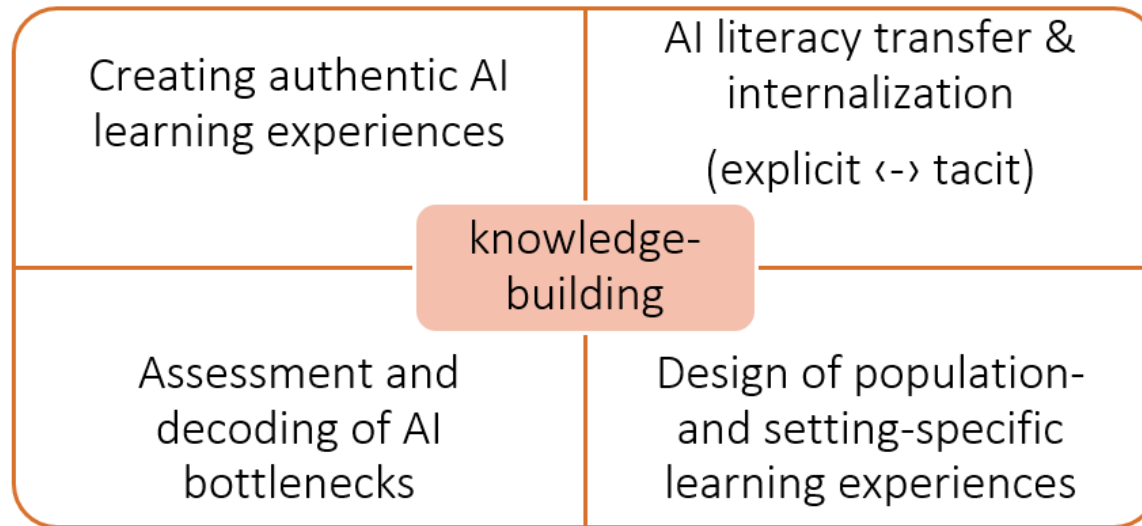 Creating authentic AI
learning experiences
AI literacy transfer &
internalization
(explicit ‹-› tacit)
knowledge-
building
Assessment and
decoding of AI
bottlenecks
Design of population-
and setting-specific
learning experiences